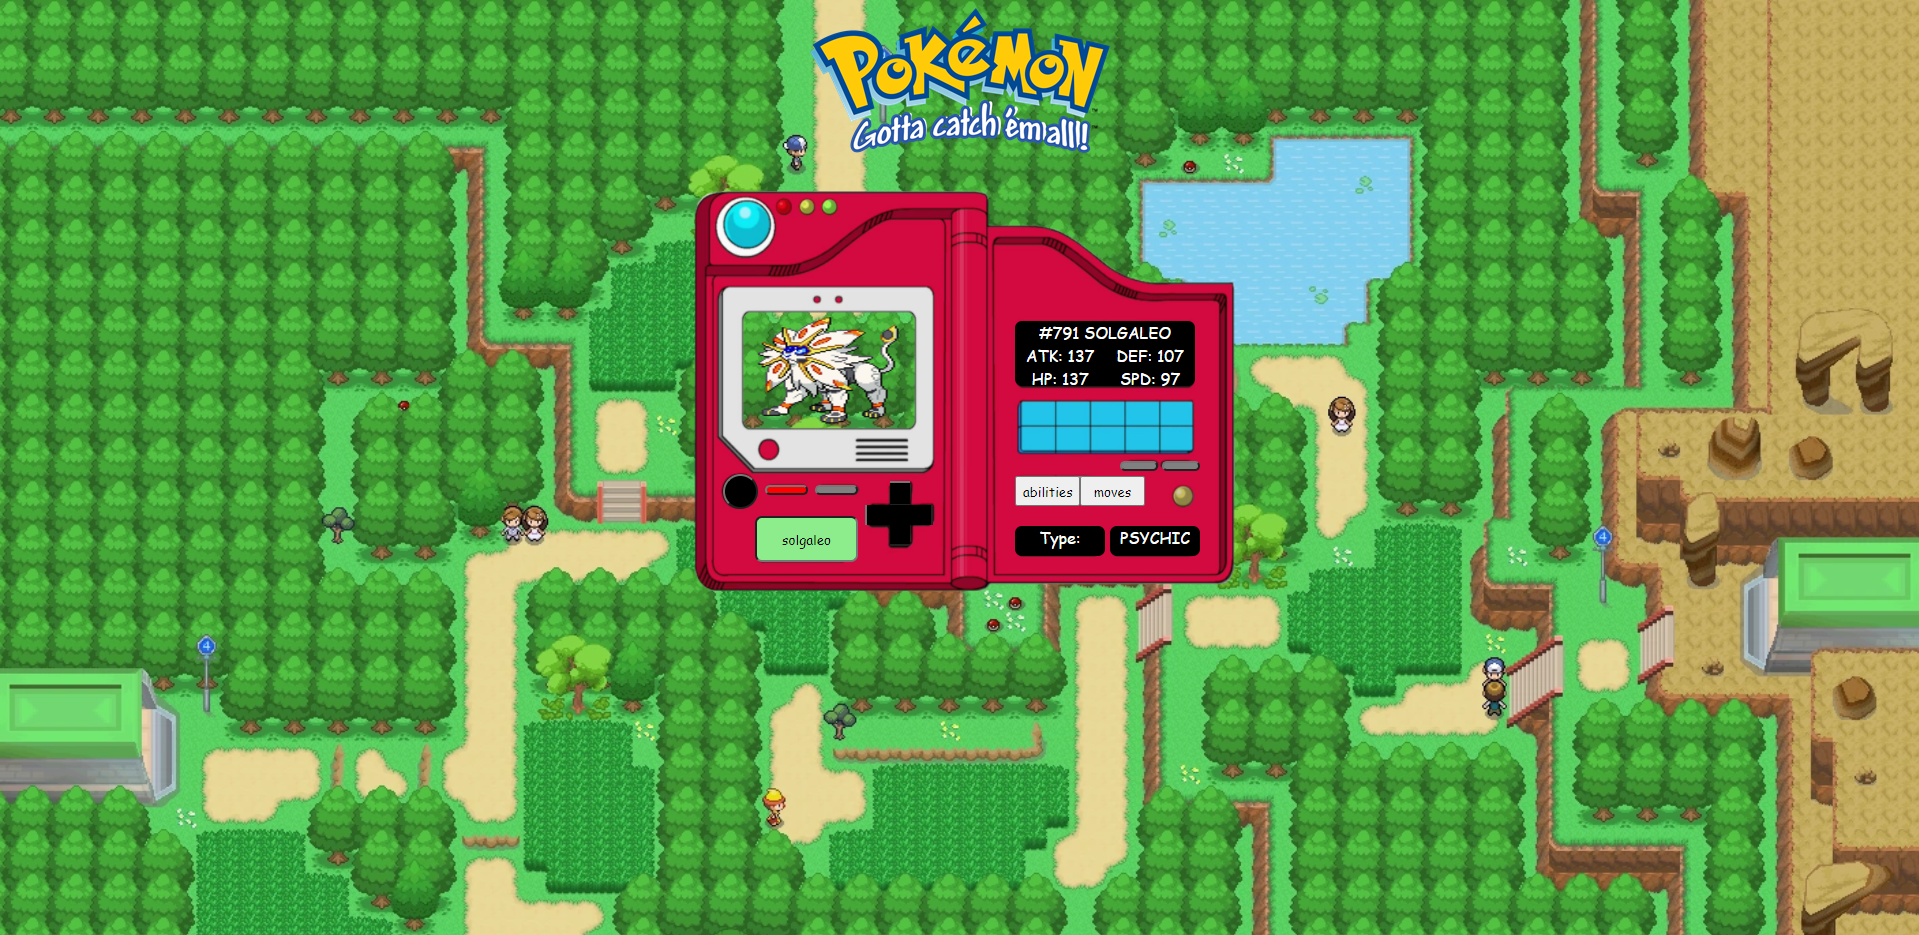 POKéMON
Gotta catch 'em all!
#791 SOLGALEO
ATK: 137 DEF: 107
HP: 137 SPD: 97
abilities moves
solgaleo
Type: PSYCHIC
4
4